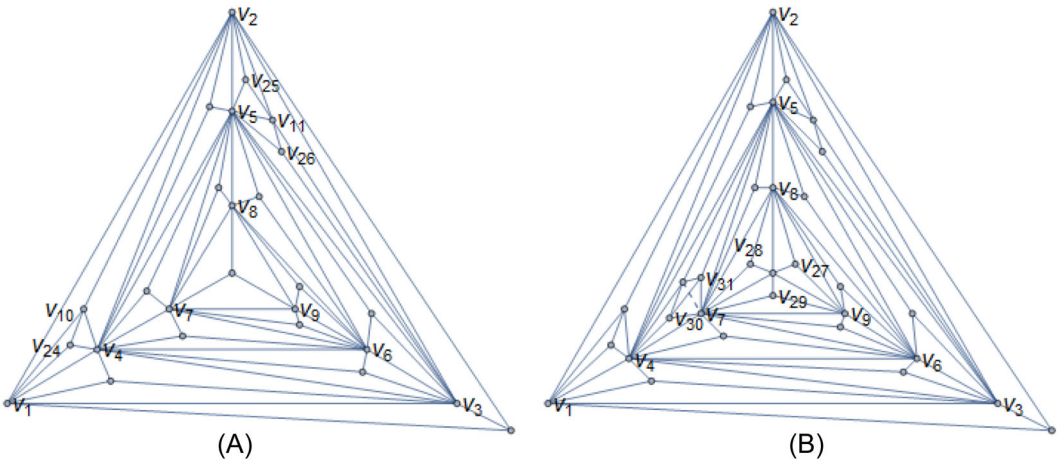 V2 V2
V25
V5 V5
V11
V26
V8 V8
V28 V27
V31
V10 V7 V9 V30 V7 V29 V9
V24 V4 V6 V4 V6
V1 V3 V1 V3
(A) (B)